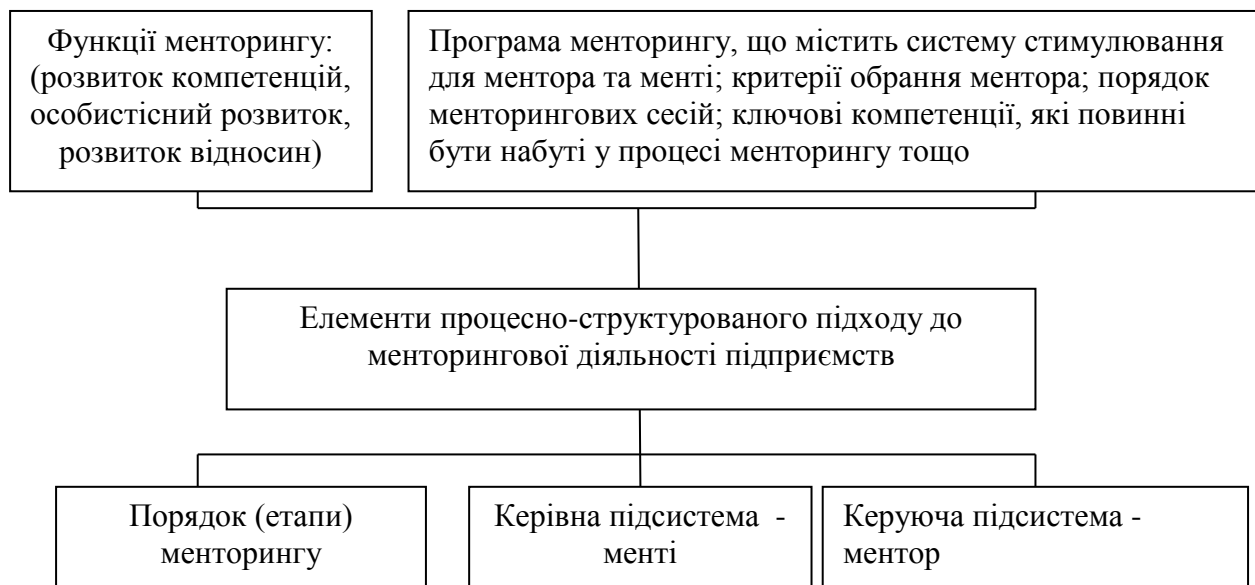 Функції менторингу:
(розвиток компетенцій,
особистісний розвиток,
розвиток відносин)
Програма менторингу, що містить систему стимулювання
для ментора та менті; критерії обрання ментора; порядок
менторингових сесій; ключові компетенції, які повинні
бути набуті у процесі менторингу тощо
Елементи процесно-структурованого підходу до
менторингової діяльності підприємств
Порядок (етапи)
менторингу
Керівна підсистема -
менті
Керуюча підсистема -
ментор